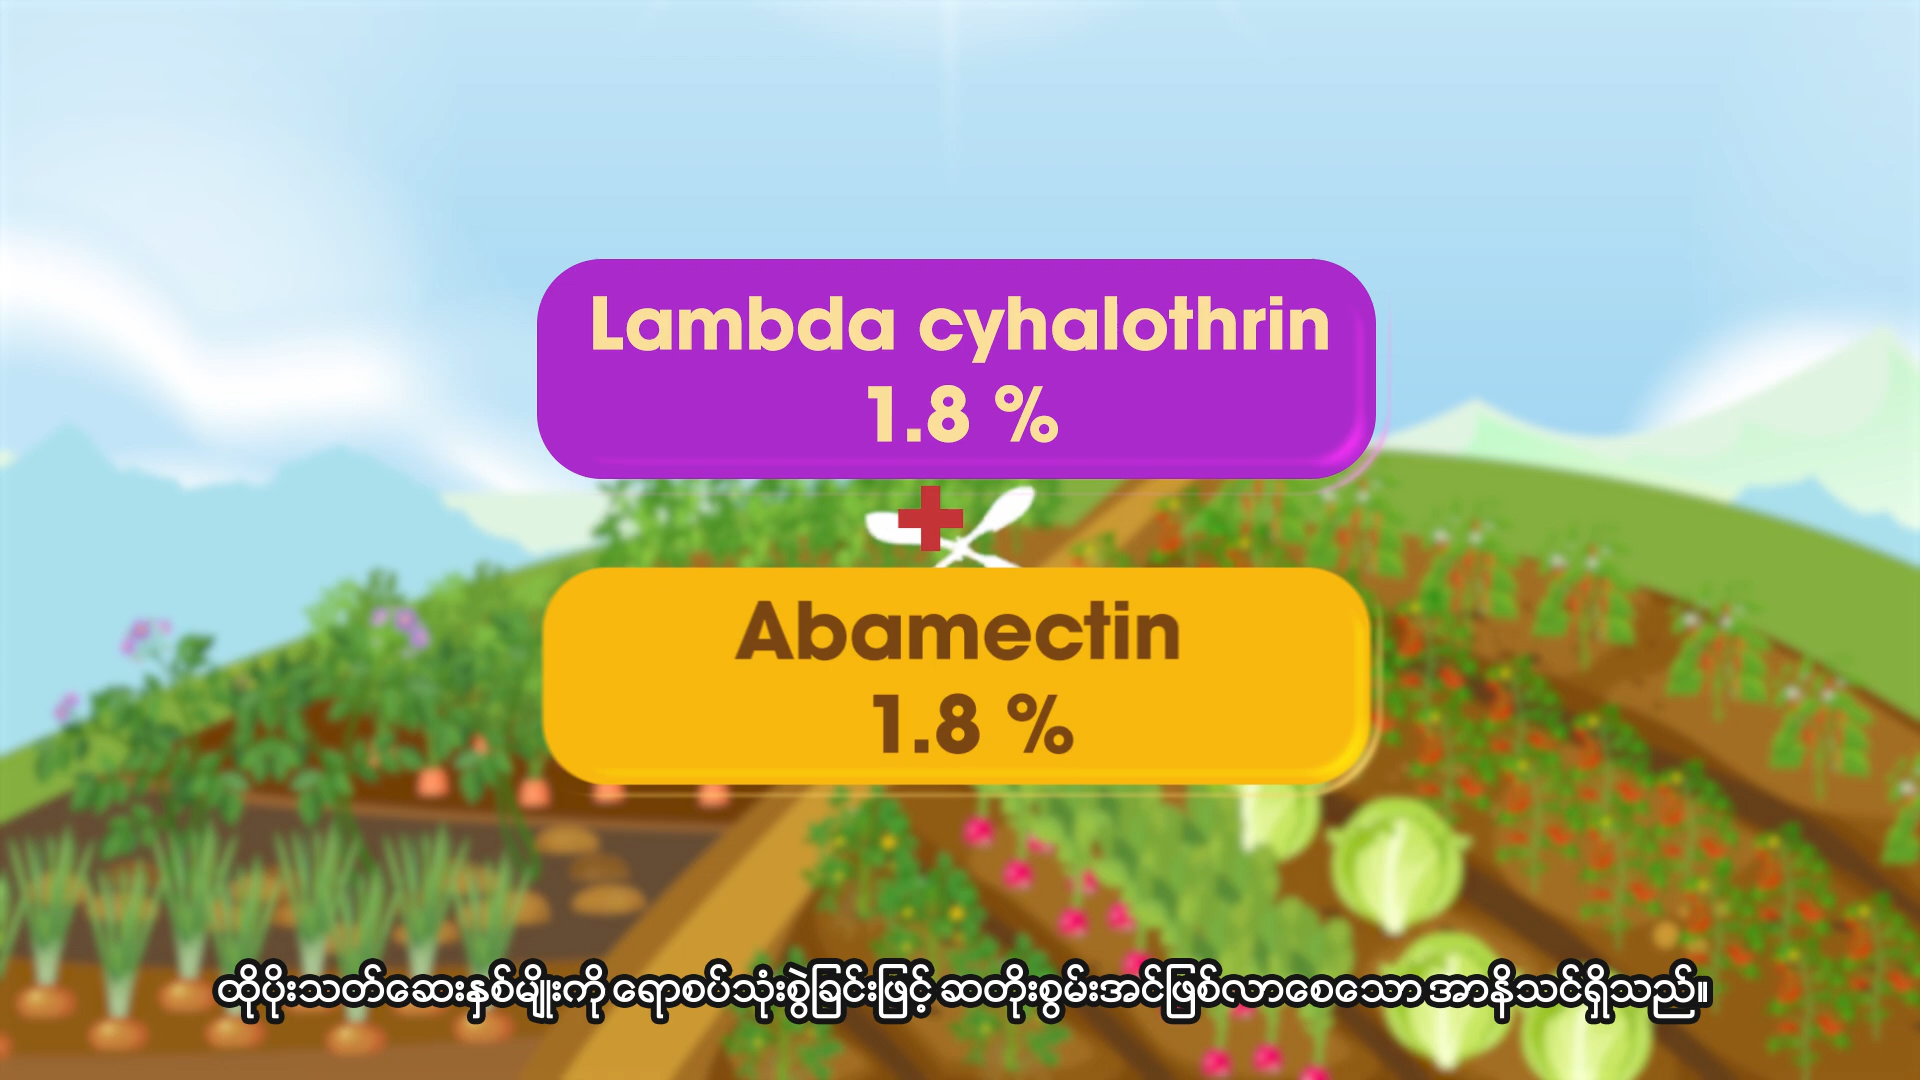 Lambda cyhalothrin
1.8 %
Abamectin
1.8 %
ထိုပိုးသတ်ဆေးနှစ်မျိုးကို ရောစပ်သုံးစွဲခြင်းဖြင့် ဆတိုးစွမ်းအင်ဖြစ်လာစေသော အာနိသင်ရှိသည်။